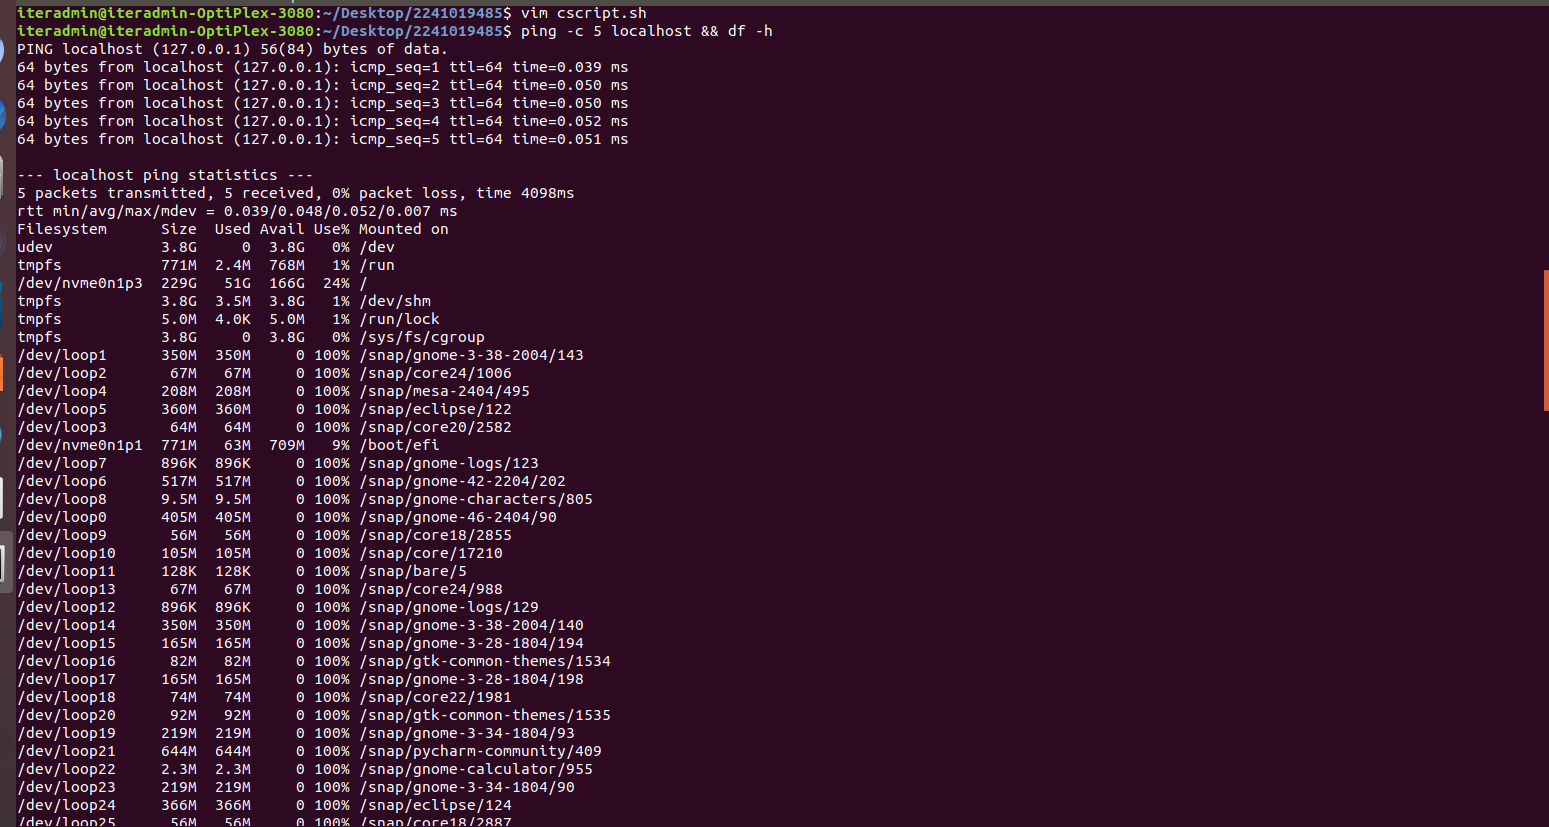 iteradmin@iteradmin-OptiPlex-3080:~/Desktop/2241019485$ vim cscript.sh
iteradmin@iteradmin-OptiPlex-3080:~/Desktop/2241019485$ ping -c 5 localhost && df -h
PING localhost (127.0.0.1) 56(84) bytes of data.
64 bytes from localhost (127.0.0.1): icmp_seq=1 ttl=64 time=0.039 ms
64 bytes from localhost (127.0.0.1): icmp_seq=2 ttl=64 time=0.050 ms
64 bytes from localhost (127.0.0.1): icmp_seq=3 ttl=64 time=0.050 ms
64 bytes from localhost (127.0.0.1): icmp_seq=4 ttl=64 time=0.052 ms
64 bytes from localhost (127.0.0.1): icmp_seq=5 ttl=64 time=0.051 ms
--- localhost ping statistics ---
5 packets transmitted, 5 received, 0% packet loss, time 4098ms
rtt min/avg/max/mdev = 0.039/0.048/0.052/0.007 ms
Filesystem      Size  Used Avail Use% Mounted on
udev            3.8G     0  3.8G   0% /dev
tmpfs           771M  2.4M  768M   1% /run
/dev/nvme0n1p3  229G   51G  166G  24% /
tmpfs           3.8G  3.5M  3.8G   1% /dev/shm
tmpfs           5.0M  4.0K  5.0M   1% /run/lock
tmpfs           3.8G     0  3.8G   0% /sys/fs/cgroup
/dev/loop1      350M  350M     0 100% /snap/gnome-3-38-2004/143
/dev/loop2       67M   67M     0 100% /snap/core24/1006
/dev/loop4      208M  208M     0 100% /snap/mesa-2404/495
/dev/loop5      360M  360M     0 100% /snap/eclipse/122
/dev/loop3       64M   64M     0 100% /snap/core20/2582
/dev/nvme0n1p1  771M   63M  709M   9% /boot/efi
/dev/loop7      896K  896K     0 100% /snap/gnome-logs/123
/dev/loop6      517M  517M     0 100% /snap/gnome-42-2204/202
/dev/loop8      9.5M  9.5M     0 100% /snap/gnome-characters/805
/dev/loop0      405M  405M     0 100% /snap/gnome-46-2404/90
/dev/loop9       56M   56M     0 100% /snap/core18/2855
/dev/loop10     105M  105M     0 100% /snap/core/17210
/dev/loop11     128K  128K     0 100% /snap/bare/5
/dev/loop13      67M   67M     0 100% /snap/core24/988
/dev/loop12     896K  896K     0 100% /snap/gnome-logs/129
/dev/loop14     350M  350M     0 100% /snap/gnome-3-38-2004/140
/dev/loop15     165M  165M     0 100% /snap/gnome-3-28-1804/194
/dev/loop16      82M   82M     0 100% /snap/gtk-common-themes/1534
/dev/loop17     165M  165M     0 100% /snap/gnome-3-28-1804/198
/dev/loop18      74M   74M     0 100% /snap/core22/1981
/dev/loop20      92M   92M     0 100% /snap/gtk-common-themes/1535
/dev/loop19     219M  219M     0 100% /snap/gnome-3-34-1804/93
/dev/loop21     644M  644M     0 100% /snap/pycharm-community/409
/dev/loop22     2.3M  2.3M     0 100% /snap/gnome-calculator/955
/dev/loop23     219M  219M     0 100% /snap/gnome-3-34-1804/90
/dev/loop24     366M  366M     0 100% /snap/eclipse/124
/dev/loop25      56M   56M     0 100% /snap/core18/2887